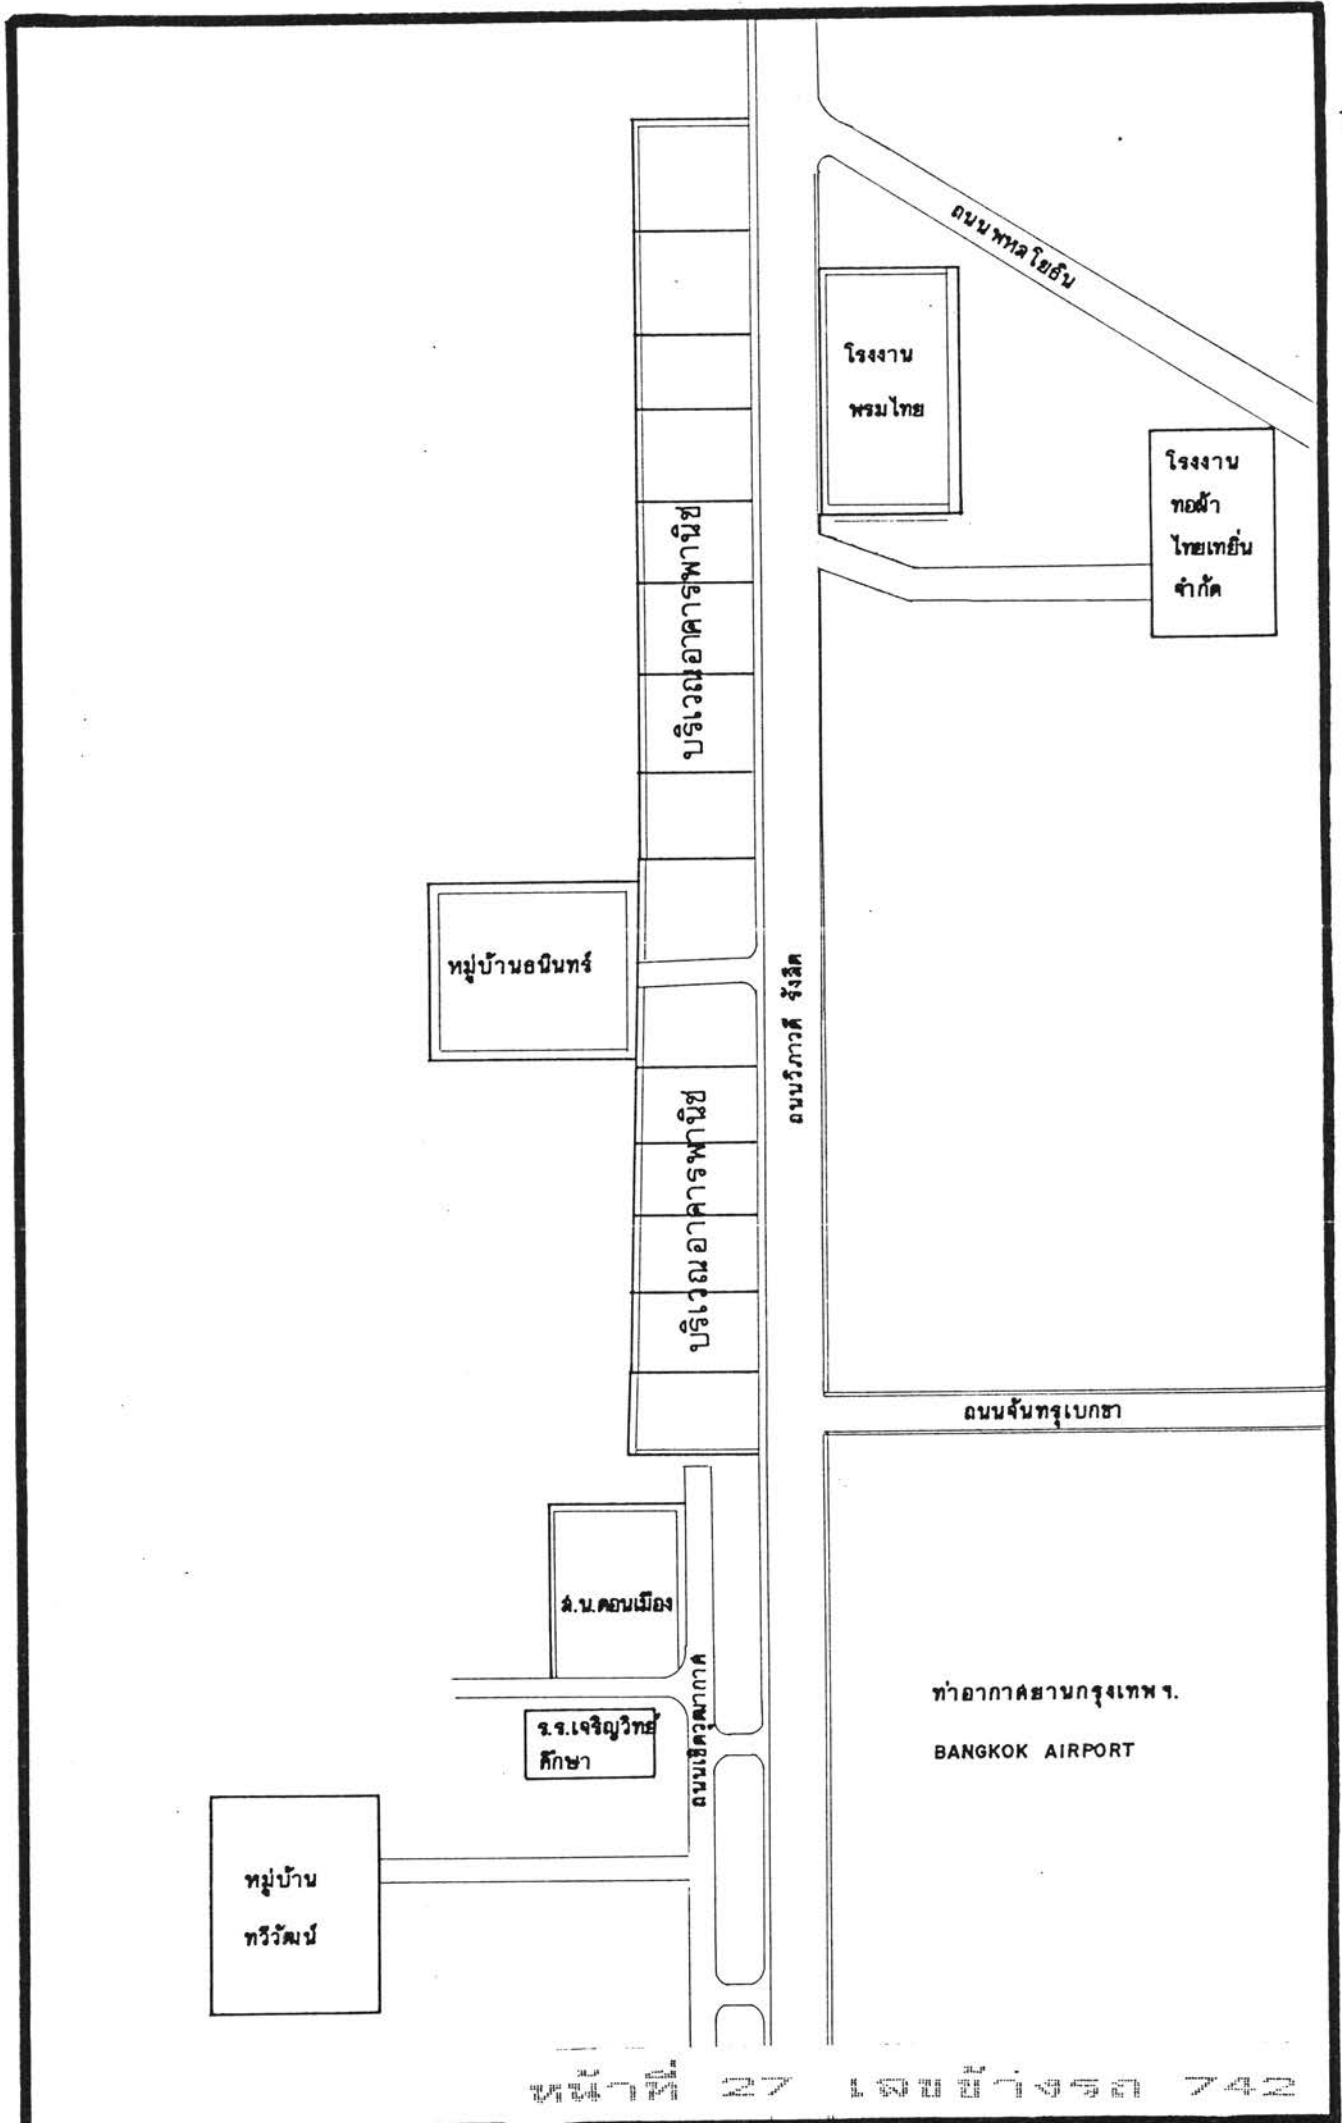 ถนนพหลโยธิน
โรงงาน
พรมไทย
โรงงาน
ทอผ้า
ไทยเทยิ่น
จำกัด
บริเวณอาคารพานิช
หมู่บ้านธนินทร์
ถนนวิภาวดี รังสิต
บริเวณอาคารพานิช
ถนนจันทรุเบกษา
ส.น.ดอนเมือง
ถนนเชิดวุฒากาศ
ร.ร.เจริญวิทย์
ศึกษา
ท่าอากาศยานกรุงเทพฯ.
BANGKOK AIRPORT
หมู่บ้าน
ทวีวัฒน์
หน้าที่ 27 เลขข้างรถ 742